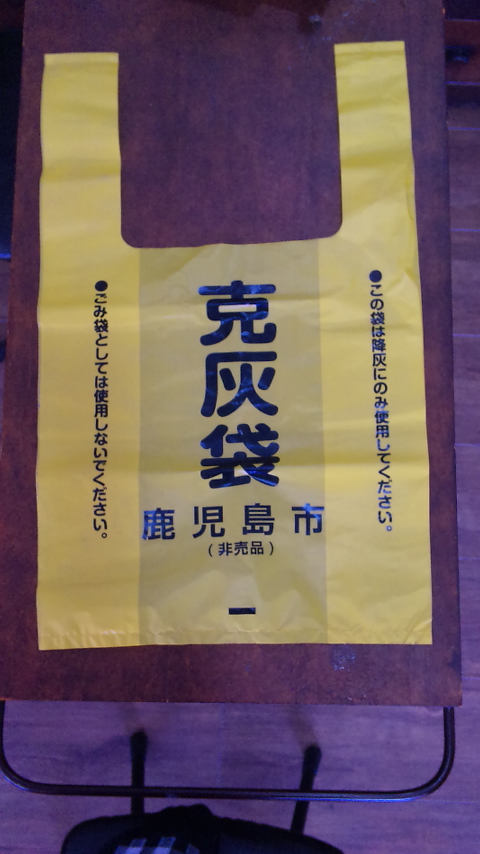 ●この袋は降灰にのみ使用してください。
克灰袋
鹿児島市
（非売品）
●ごみ袋としては使用しないでください。